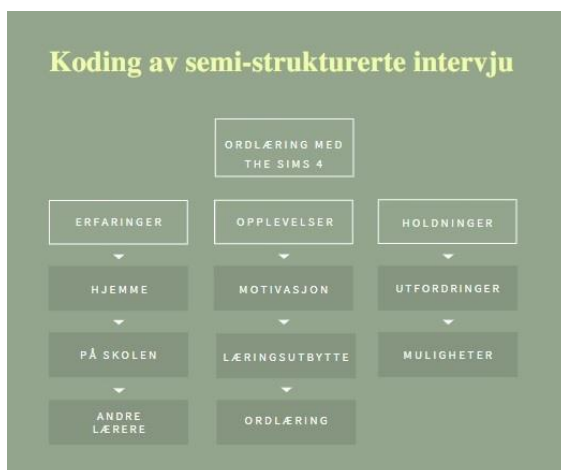 Koding av semi-strukturerte intervju
ORDLÆRING MED
THE SIMS 4
ERFARINGER
OPPLEVELSER
HOLDNINGER
HJEMME
MOTIVASJON
UTFORDRINGER
PÅ SKOLEN
LÆRINGSUTBYTTE
MULIGHETER
ANDRE
LÆRERE
ORDLÆRING